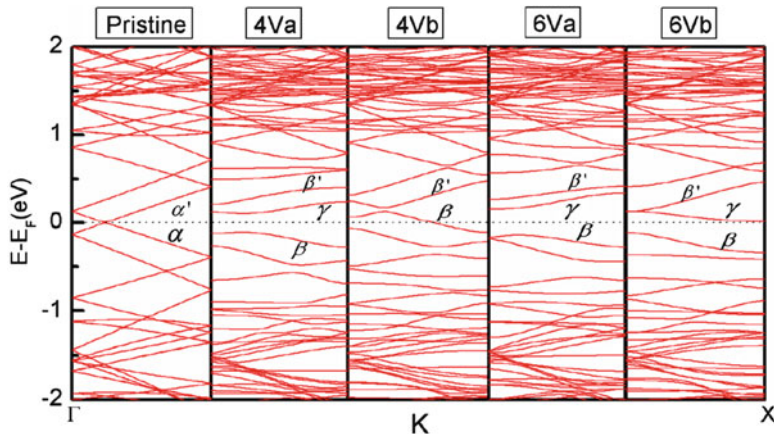 Pristine 4Va 4Vb 6Va 6Vb
2
1
0
-1
-2
E-E_F(eV)
α' α
β' γ β
β' β
β' γ β
β' γ β
Γ K X